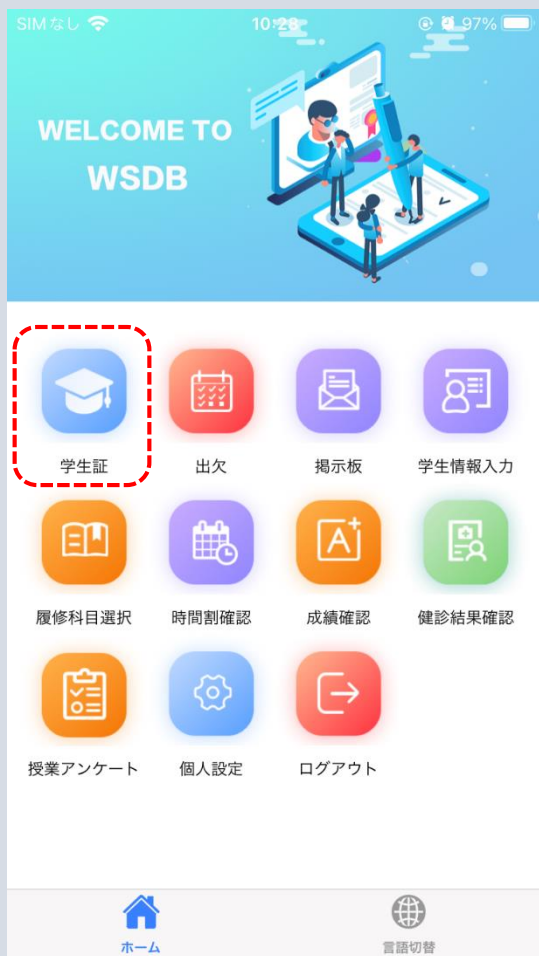 SIMなし 10:28 97%
WELCOME TO
WSDB
学生証 出欠 掲示板 学生情報入力
履修科目選択 時間割確認 成績確認 健診結果確認
授業アンケート 個人設定 ログアウト
ホーム 言語切替